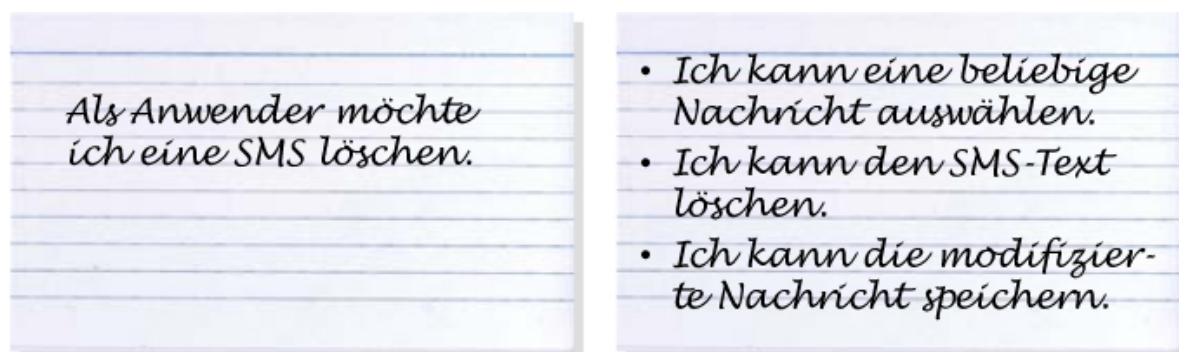 Als Anwender möchte
ich eine SMS löschen.
• Ich kann eine beliebige
Nachricht auswählen.
• Ich kann den SMS-Text
löschen.
• Ich kann die modifizier-
te Nachricht speichern.